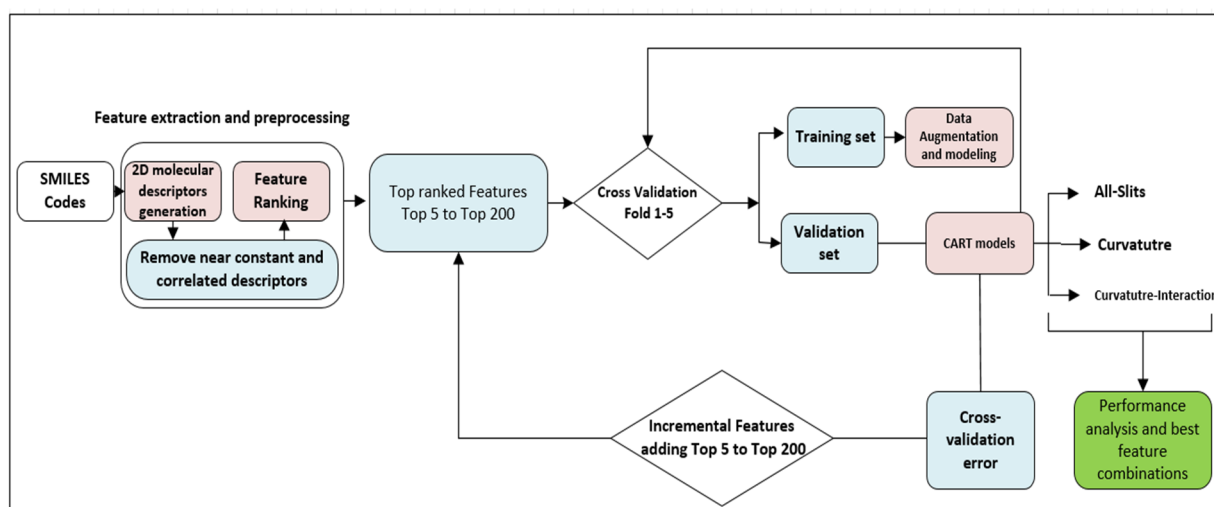 Feature extraction and preprocessing
SMILES
Codes
2D molecular
descriptors
generation
Feature
Ranking
Remove near constant and
correlated descriptors
Top ranked Features
Top 5 to Top 200
Cross Validation
Fold 1-5
Training set
Data
Augmentation
and modeling
Validation
set
CART models
All-Slits
Curvatutre
Curvatutre-Interaction
Incremental Features
adding Top 5 to Top 200
Cross-
validation
error
Performance
analysis and best
feature
combinations